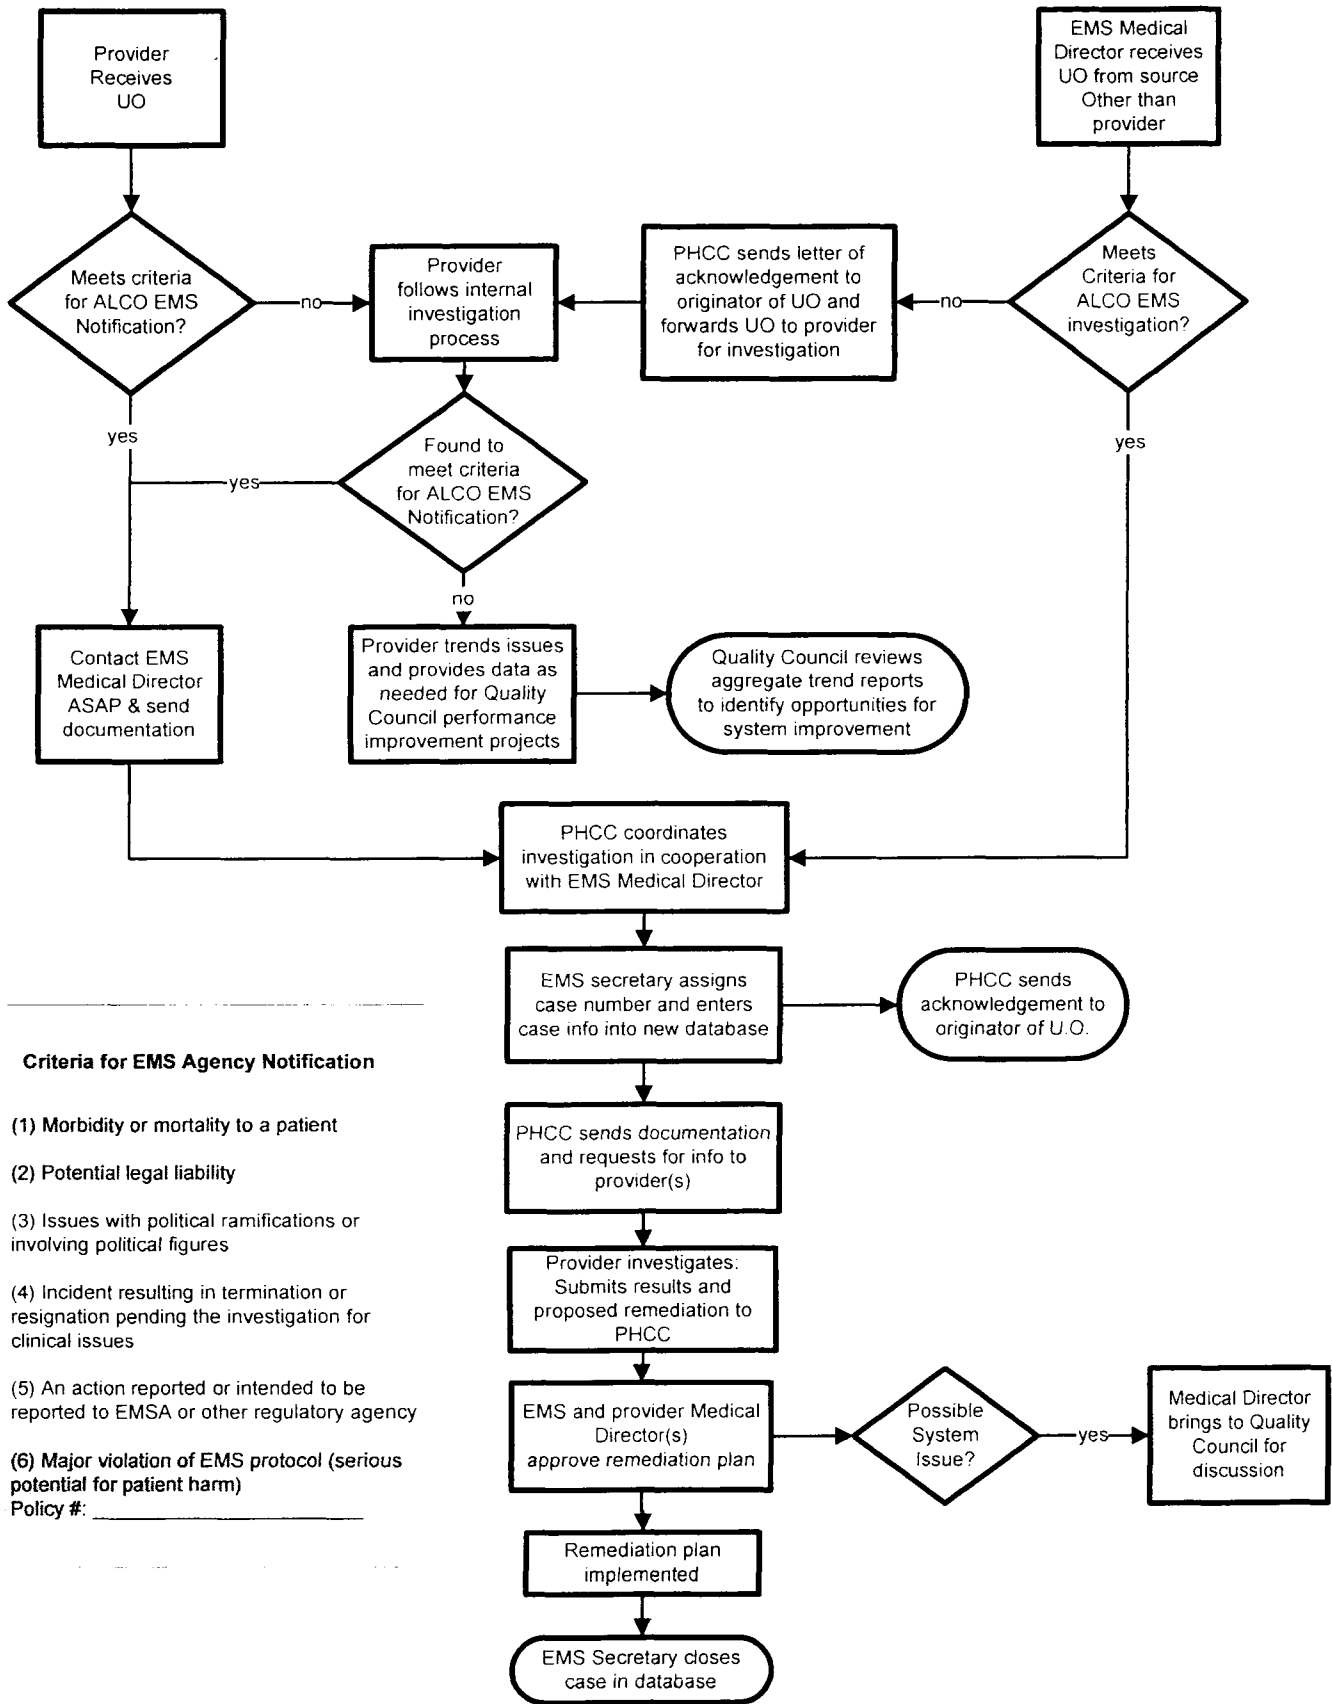 Provider
Receives
UO
EMS Medical
Director receives
UO from source
Other than
provider
Meets criteria
for ALCO EMS
Notification?
no
Provider
follows internal
investigation
process
PHCC sends letter of
acknowledgement to
originator of UO and
forwards UO to provider
for investigation
no
Meets
Criteria for
ALCO EMS
investigation?
yes
yes
Found to
meet criteria
for ALCO EMS
Notification?
yes
no
Contact EMS
Medical Director
ASAP & send
documentation
Provider trends issues
and provides data as
needed for Quality
Council performance
improvement projects
Quality Council reviews
aggregate trend reports
to identify opportunities for
system improvement
PHCC coordinates
investigation in cooperation
with EMS Medical Director
EMS secretary assigns
case number and enters
case info into new database
PHCC sends
acknowledgement to
originator of U.O.
PHCC sends documentation
and requests for info to
provider(s)
Provider investigates:
Submits results and
proposed remediation to
PHCC
EMS and provider Medical
Director(s)
approve remediation plan
Possible
System
Issue?
yes
Medical Director
brings to Quality
Council for
discussion
Remediation plan
implemented
EMS Secretary closes
case in database
Criteria for EMS Agency Notification
(1) Morbidity or mortality to a patient
(2) Potential legal liability
(3) Issues with political ramifications or
involving political figures
(4) Incident resulting in termination or
resignation pending the investigation for
clinical issues
(5) An action reported or intended to be
reported to EMSA or other regulatory agency
(6) Major violation of EMS protocol (serious
potential for patient harm)
Policy #: